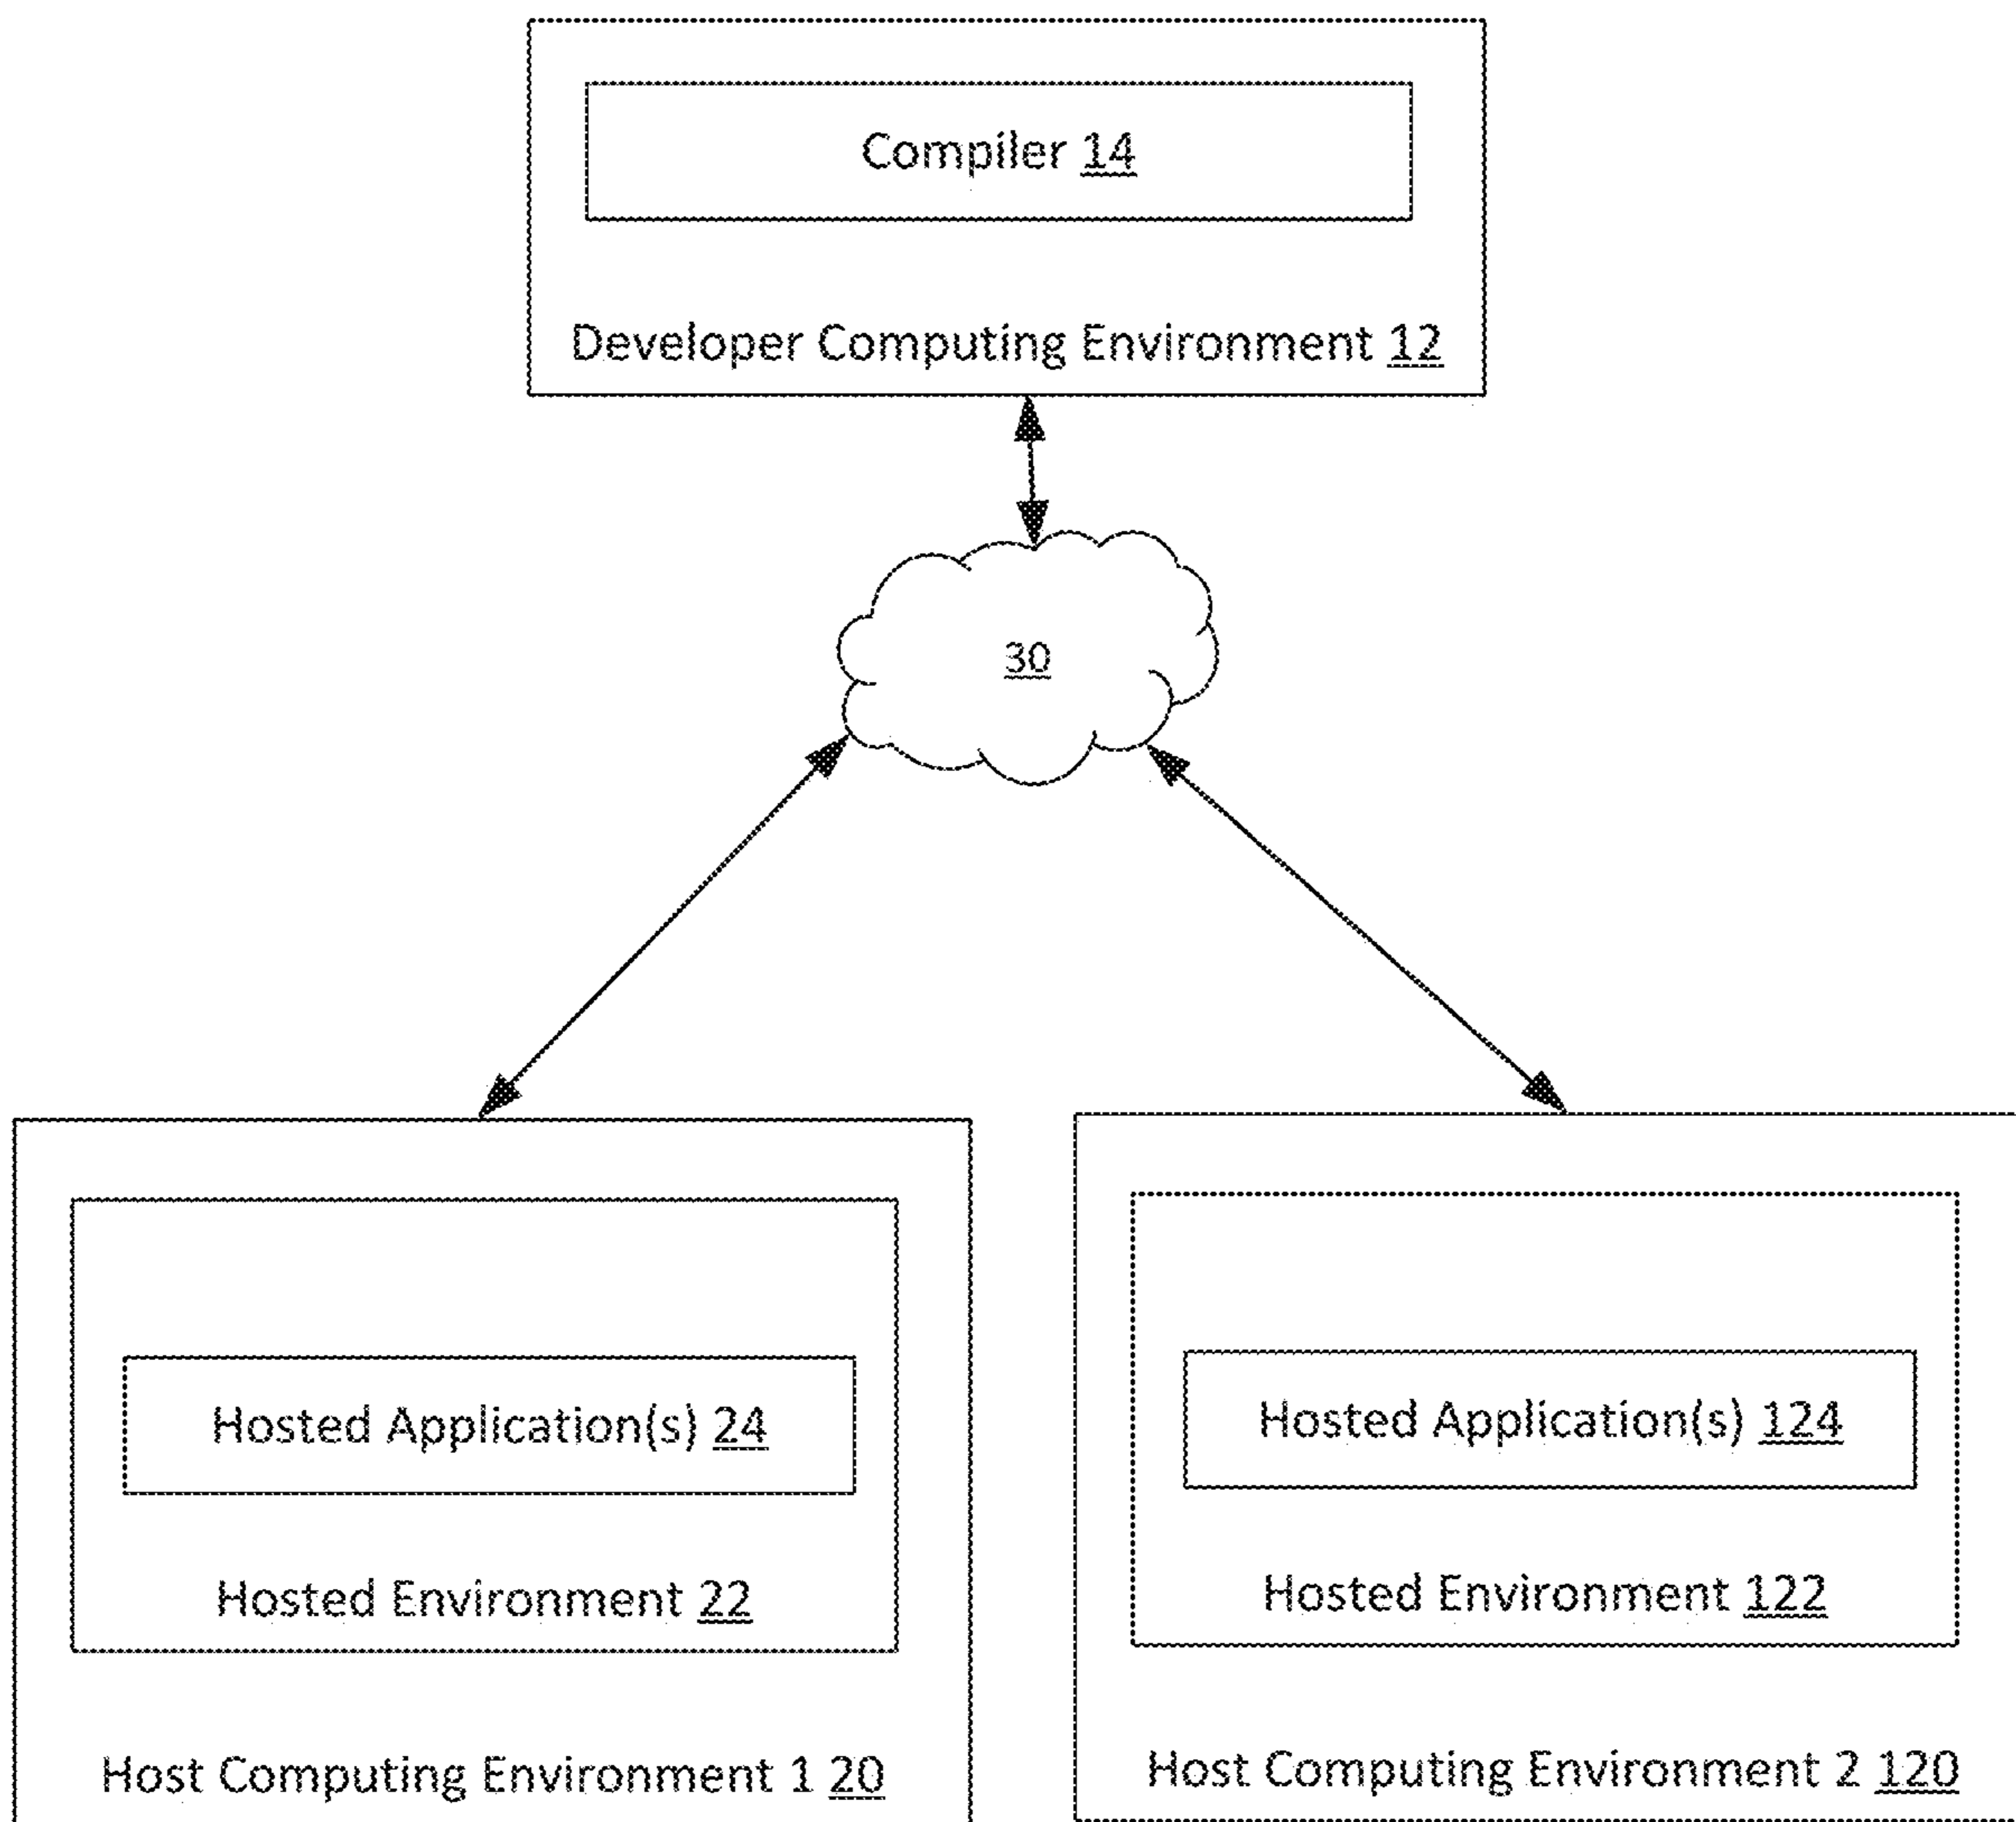 Compiler 14
Developer Computing Environment 12
30
Hosted Application(s) 24
Hosted Environment 22
Host Computing Environment 1 20
Hosted Application(s) 124
Hosted Environment 122
Host Computing Environment 2 120